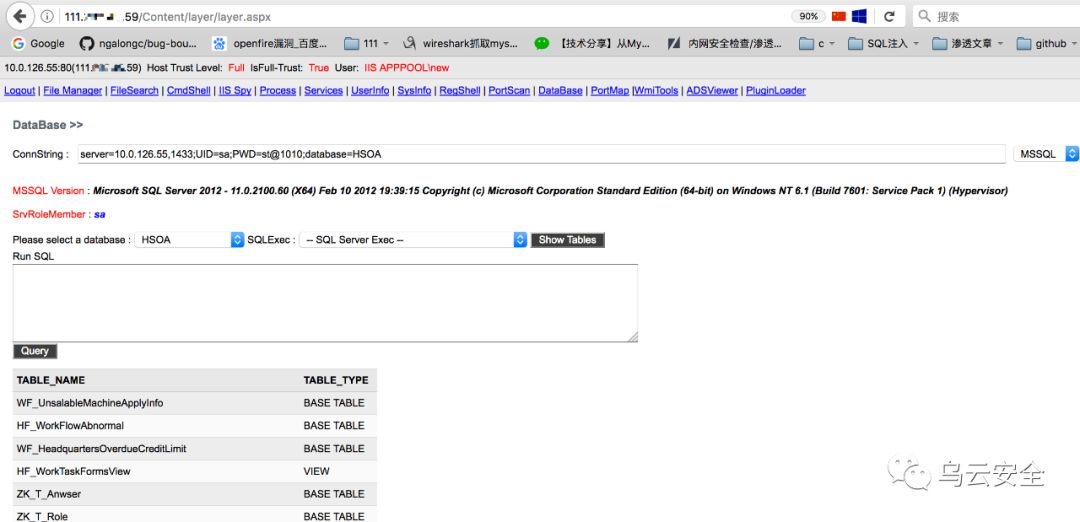 111. .59/Content/layer/layer.aspx
90%
搜索
Google
ngalongc/bug-bou...
openfire漏洞_百度...
111
wireshark抓取mys...
【技术分享】从My...
内网安全检查/渗透...
c
SQL注入
渗透文章
github
10.0.126.55:80(111. .59) Host Trust Level: Full IsFull-Trust: True User: IIS APPPOOL\new
Logout | File Manager | FileSearch | CmdShell | IIS Spy | Process | Services | UserInfo | SysInfo | RegShell | PortScan | DataBase | PortMap |WmiTools | ADSViewer | PluginLoader
DataBase >>
ConnString : server=10.0.126.55,1433;UID=sa;PWD=st@1010;database=HSOA MSSQL
MSSQL Version : Microsoft SQL Server 2012 - 11.0.2100.60 (X64) Feb 10 2012 19:39:15 Copyright (c) Microsoft Corporation Standard Edition (64-bit) on Windows NT 6.1 (Build 7601: Service Pack 1) (Hypervisor)
SrvRoleMember : sa
Please select a database : HSOA SQLExec : -- SQL Server Exec -- Show Tables
Run SQL
Query
TABLE_NAME TABLE_TYPE
WF_UnsalableMachineApplyInfo BASE TABLE
HF_WorkFlowAbnormal BASE TABLE
WF_HeadquartersOverdueCreditLimit BASE TABLE
HF_WorkTaskFormsView VIEW
ZK_T_Anwser BASE TABLE
ZK_T_Role BASE TABLE
乌云安全